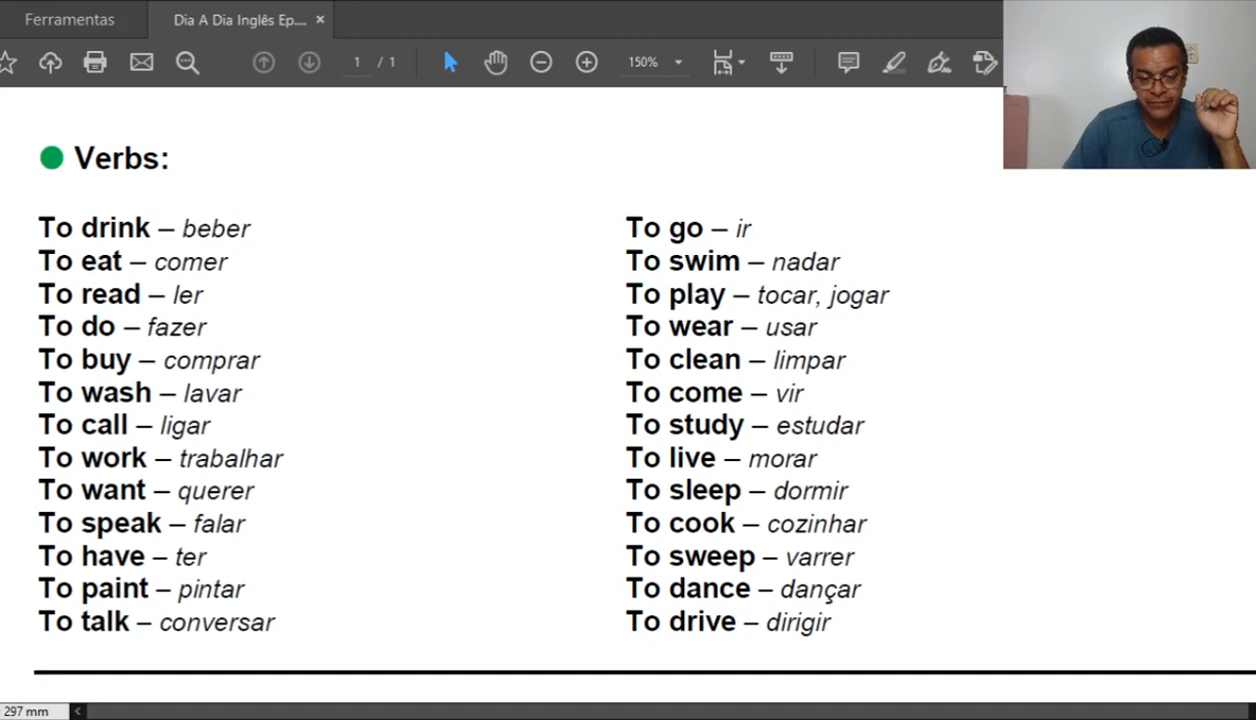 Ferramentas
Dia A Dia Inglês Ep.... ×
1 / 1
150%
Verbs:
To drink – beber
To eat – comer
To read – ler
To do – fazer
To buy – comprar
To wash – lavar
To call – ligar
To work – trabalhar
To want – querer
To speak – falar
To have – ter
To paint – pintar
To talk – conversar
To go – ir
To swim – nadar
To play – tocar, jogar
To wear – usar
To clean – limpar
To come – vir
To study – estudar
To live – morar
To sleep – dormir
To cook – cozinhar
To sweep – varrer
To dance – dançar
To drive – dirigir
297 mm